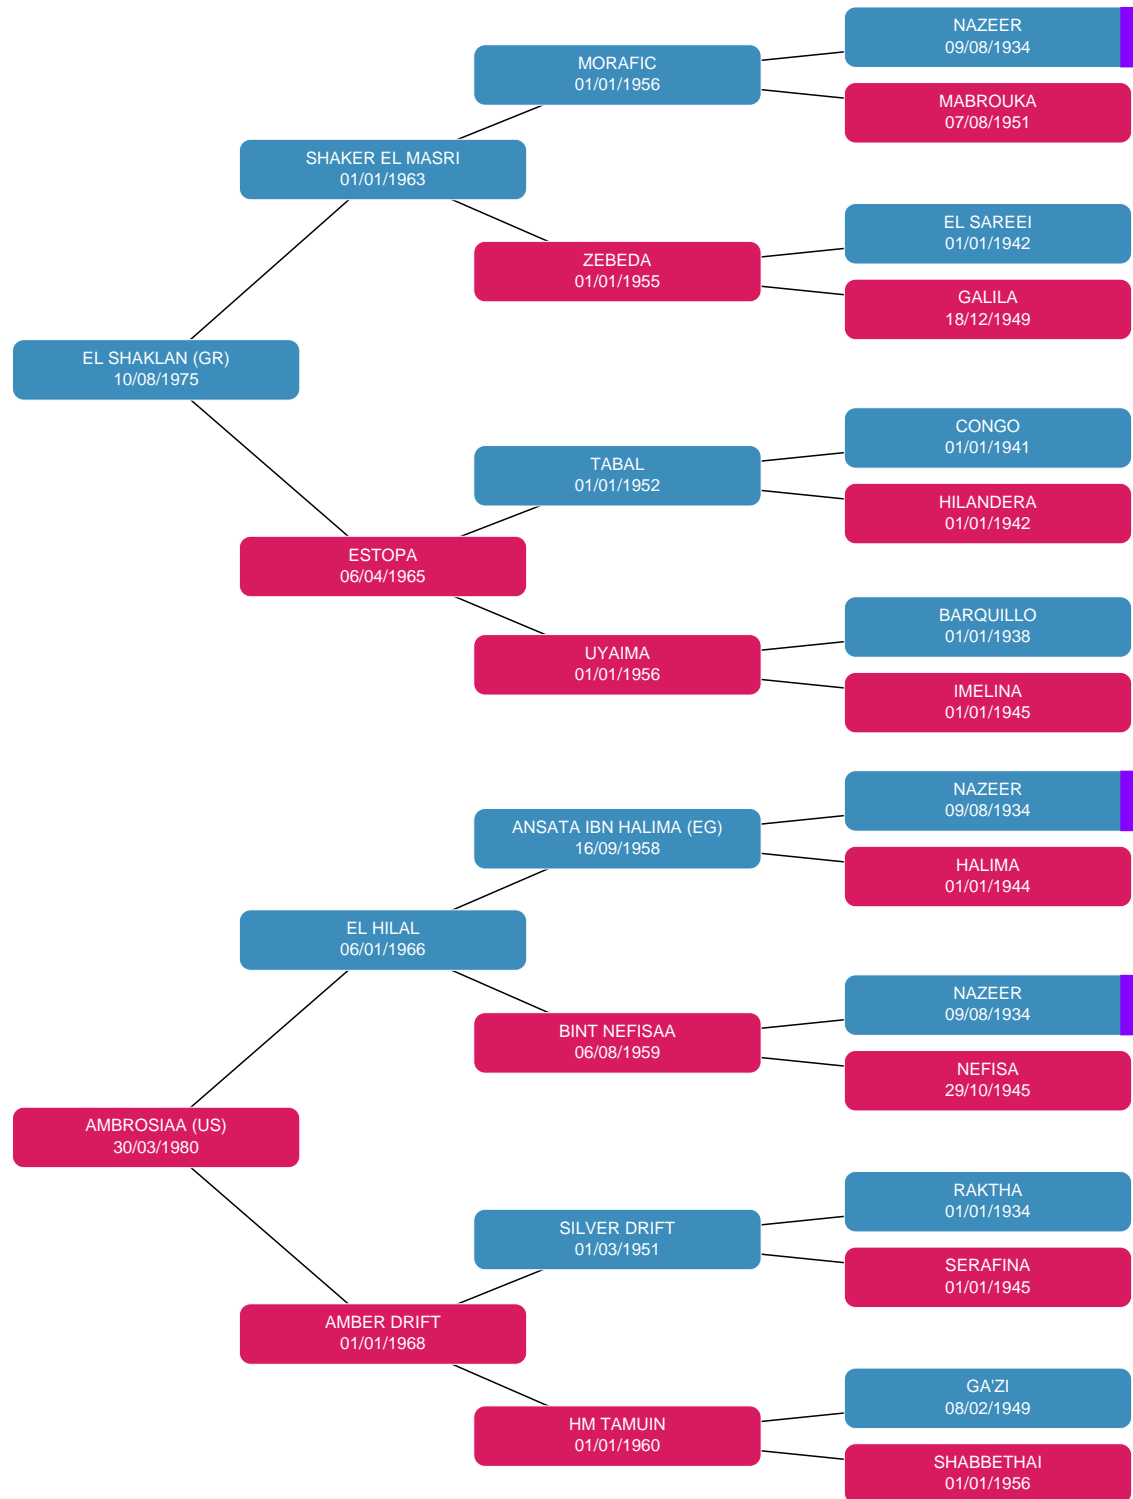 NAZEER
09/08/1934
MORAFIC
01/01/1956
MABROUKA
07/08/1951
SHAKER EL MASRI
01/01/1963
EL SAREEI
01/01/1942
ZEBEDA
01/01/1955
GALILA
18/12/1949
EL SHAKLAN (GR)
10/08/1975
CONGO
01/01/1941
TABAL
01/01/1952
HILANDERA
01/01/1942
ESTOPA
06/04/1965
BARQUILLO
01/01/1938
UYAIMA
01/01/1956
IMELINA
01/01/1945
NAZEER
09/08/1934
ANSATA IBN HALIMA (EG)
16/09/1958
HALIMA
01/01/1944
EL HILAL
06/01/1966
NAZEER
09/08/1934
BINT NEFISAA
06/08/1959
NEFISA
29/10/1945
AMBROSIAA (US)
30/03/1980
RAKTHA
01/01/1934
SILVER DRIFT
01/03/1951
SERAFINA
01/01/1945
AMBER DRIFT
01/01/1968
GA'ZI
08/02/1949
HM TAMUIN
01/01/1960
SHABBETHAI
01/01/1956